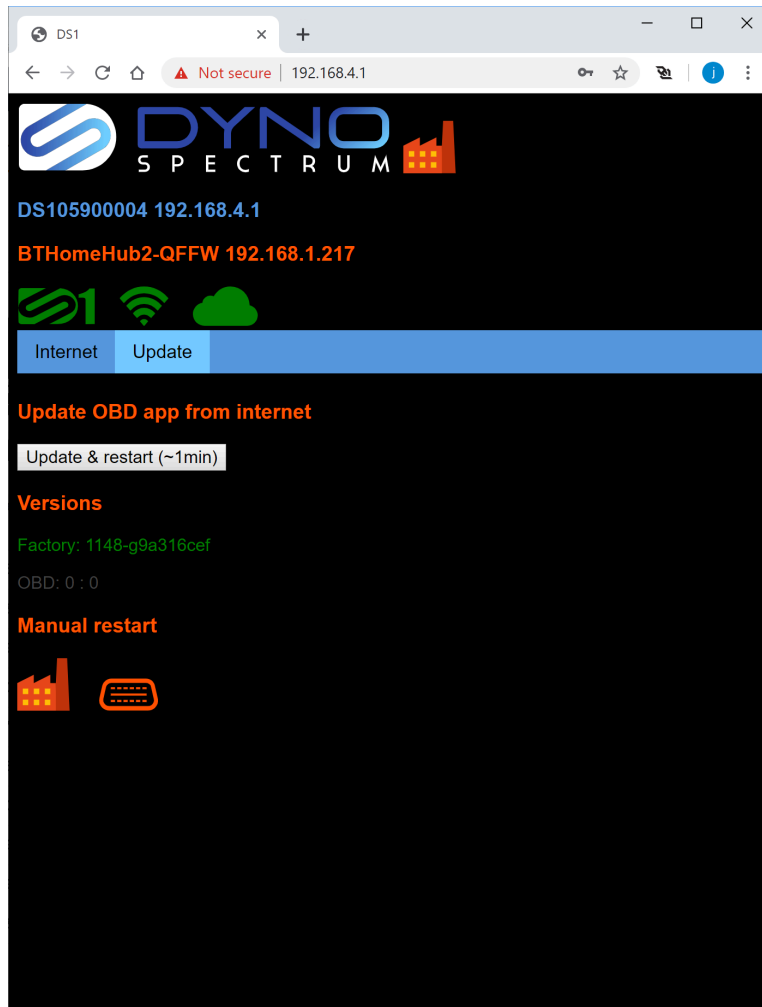 DS1
Not secure
192.168.4.1
j
DYNO
SPECTRUM
DS105900004 192.168.4.1
BTHomeHub2-QFFW 192.168.1.217
1
Internet
Update
Update OBD app from internet
Update & restart (~1min)
Versions
Factory: 1148-g9a316cef
OBD: 0 : 0
Manual restart